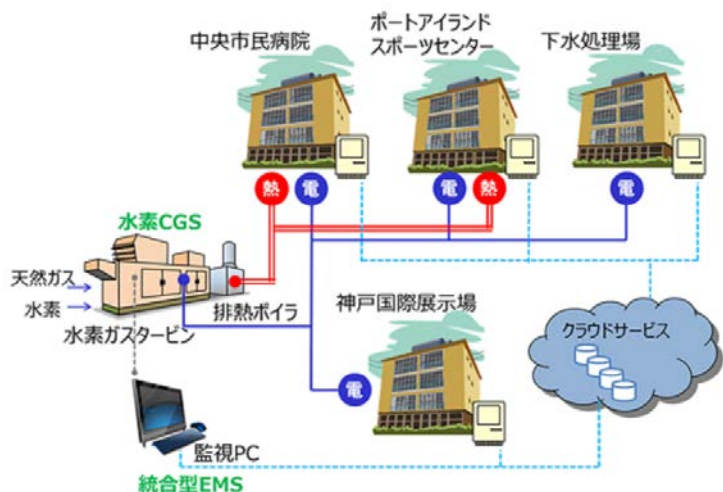 中央市民病院
ポートアイランド
スポーツセンター
下水処理場
熱
電
電
熱
電
水素CGS
天然ガス
水素
水素ガスタービン
排熱ボイラ
神戸国際展示場
クラウドサービス
電
監視PC
統合型EMS